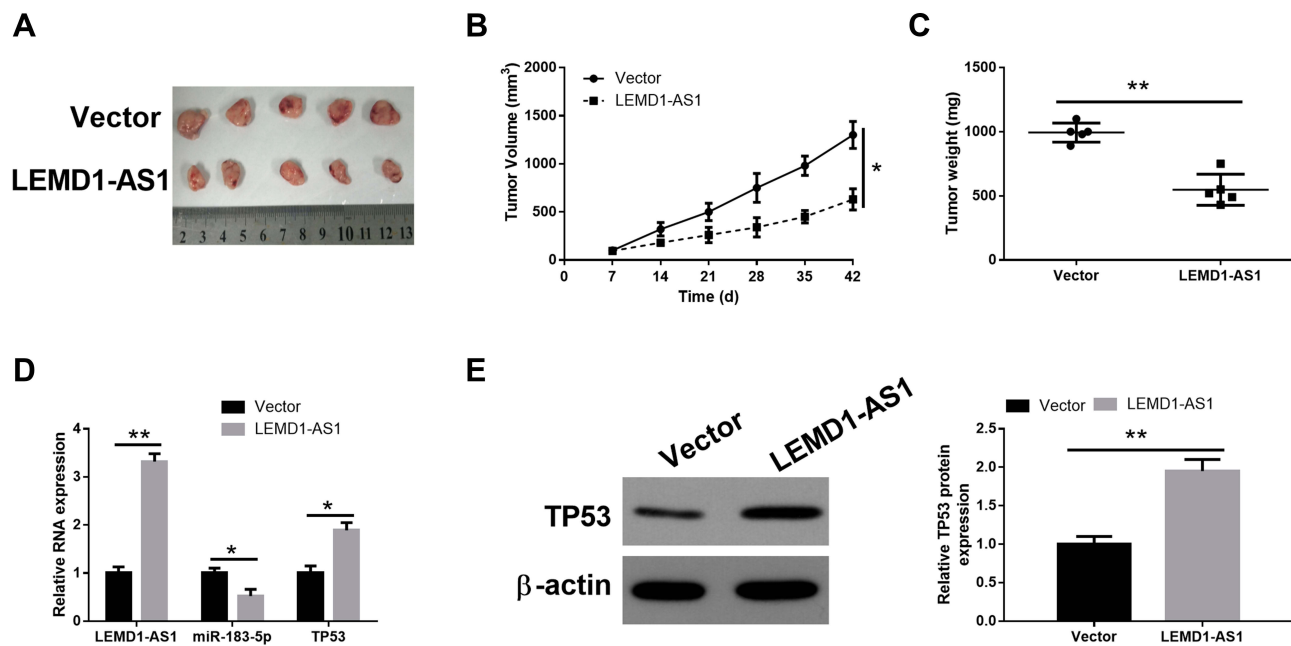 A
Vector
LEMD1-AS1
2 3 4 5 6 7 8 9 10 11 12 13
B
Tumor Volume (mm3)
2000
1500
1000
500
0
Vector
LEMD1-AS1
*
0 7 14 21 28 35 42
Time (d)
C
Tumor weight (mg)
1500
1000
500
0
**
Vector LEMD1-AS1
D
Vector
LEMD1-AS1
Relative RNA expression
4
3
2
1
0
**
*
*
LEMD1-AS1 miR-183-5p TP53
E
Vector LEMD1-AS1
TP53
β-actin
Vector LEMD1-AS1
Relative TP53 protein
expression
2.5
2.0
1.5
1.0
0.5
0.0
**
Vector LEMD1-AS1